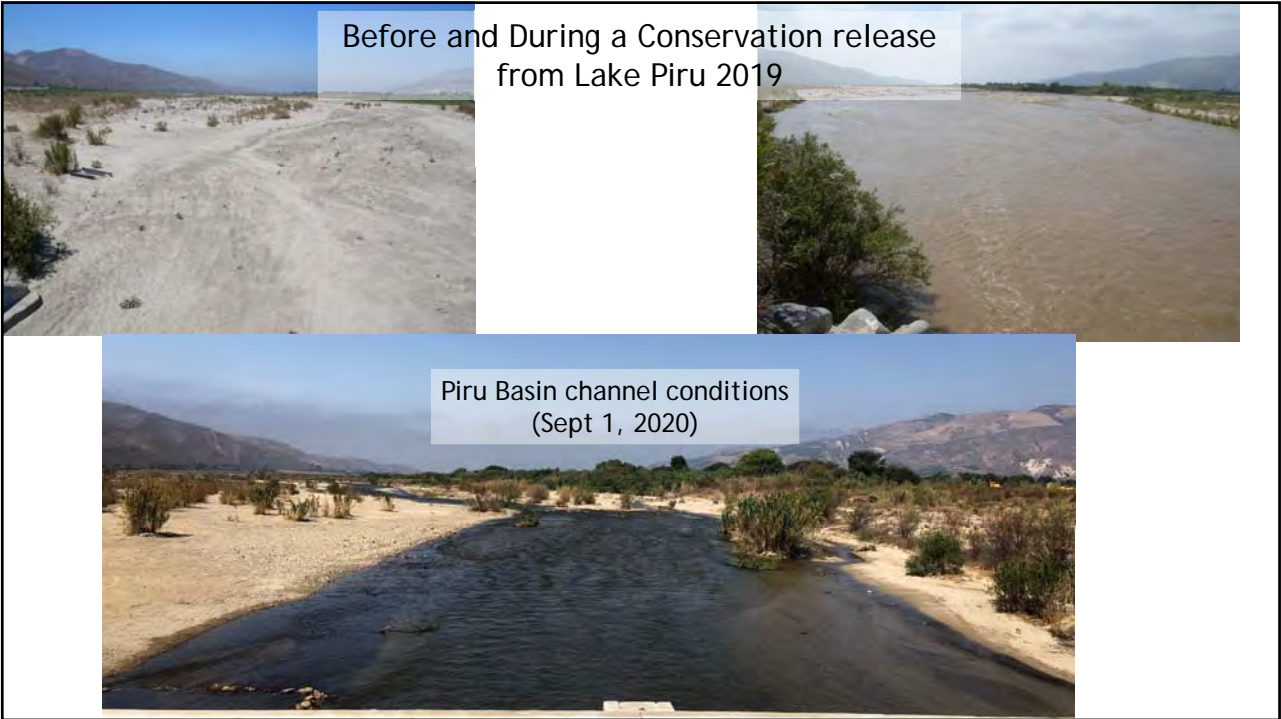 Before and During a Conservation release
from Lake Piru 2019
Piru Basin channel conditions
(Sept 1, 2020)